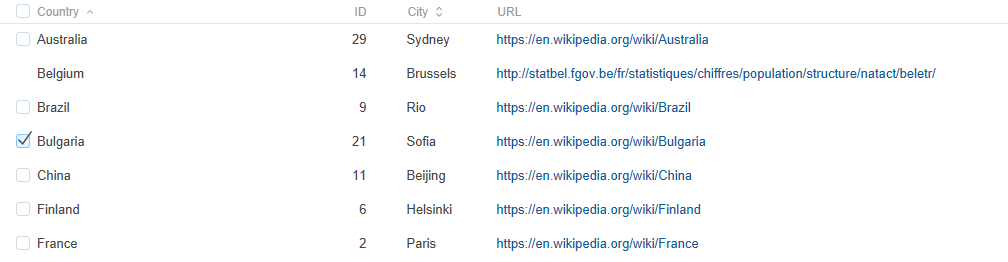 Country ID City URL
Australia 29 Sydney https://en.wikipedia.org/wiki/Australia
Belgium 14 Brussels http://statbel.fgov.be/fr/statistiques/chiffres/population/structure/natact/beletr/
Brazil 9 Rio https://en.wikipedia.org/wiki/Brazil
Bulgaria 21 Sofia https://en.wikipedia.org/wiki/Bulgaria
China 11 Beijing https://en.wikipedia.org/wiki/China
Finland 6 Helsinki https://en.wikipedia.org/wiki/Finland
France 2 Paris https://en.wikipedia.org/wiki/France